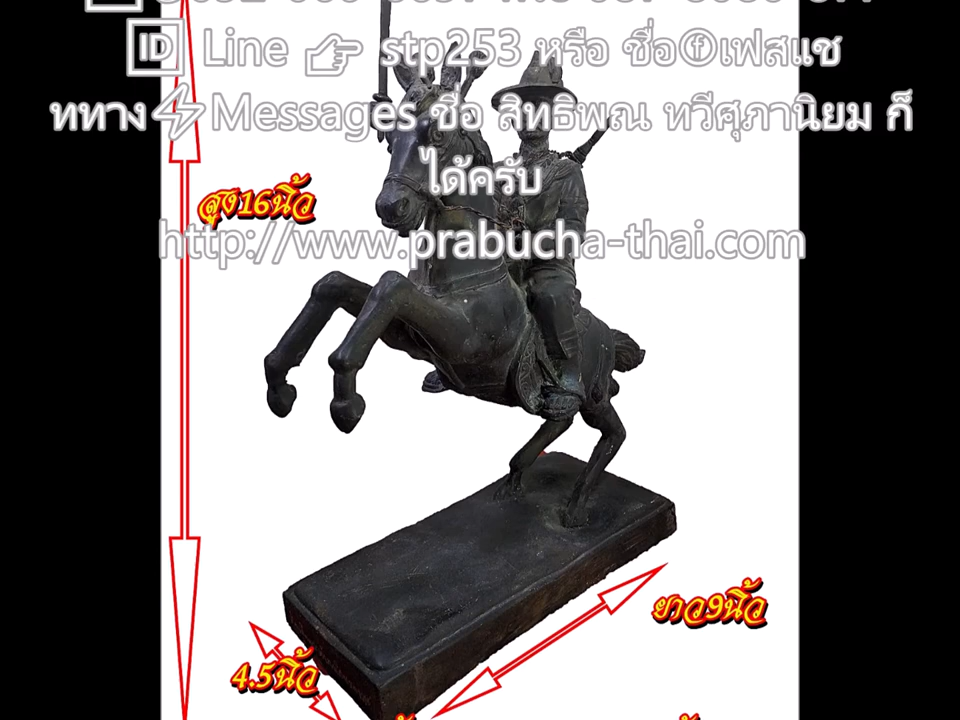 🆔 Line 👉 stp253 หรือ ชื่อⓕเฟสแช
ททาง⚡Messages ชื่อ สิทธิพณ ทวีศุภานิยม ก็
ได้ครับ
สูง16นิ้ว
http://www.prabucha-thai.com
ยาว9นิ้ว
4.5นิ้ว